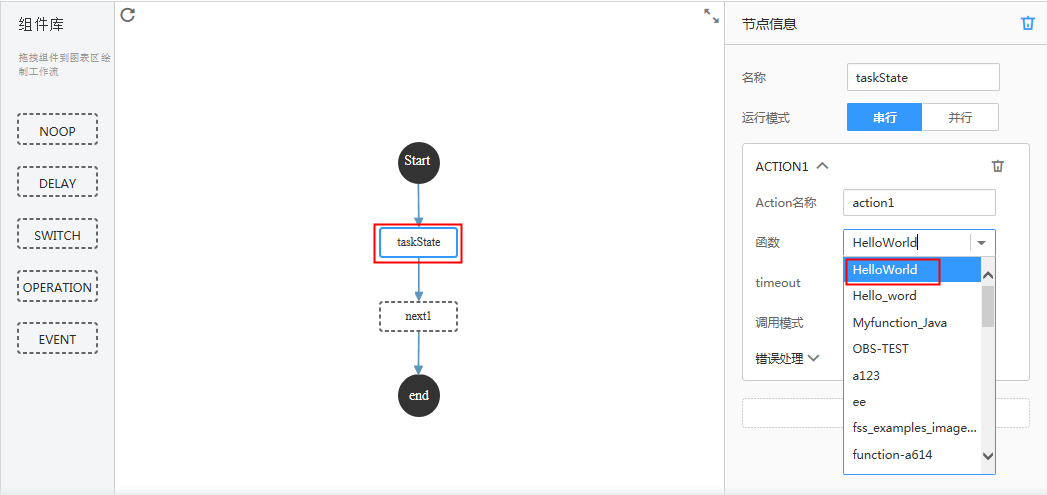 组件库
拖拽组件到图表区绘
制工作流
NOOP
DELAY
SWITCH
OPERATION
EVENT
Start
taskState
next1
end
节点信息
名称
taskState
运行模式
串行
并行
ACTION1
Action名称
action1
函数
HelloWorld
timeout
调用模式
错误处理
HelloWorld
Hello_word
Myfunction_Java
OBS-TEST
a123
ee
fss_examples_image...
function-a614